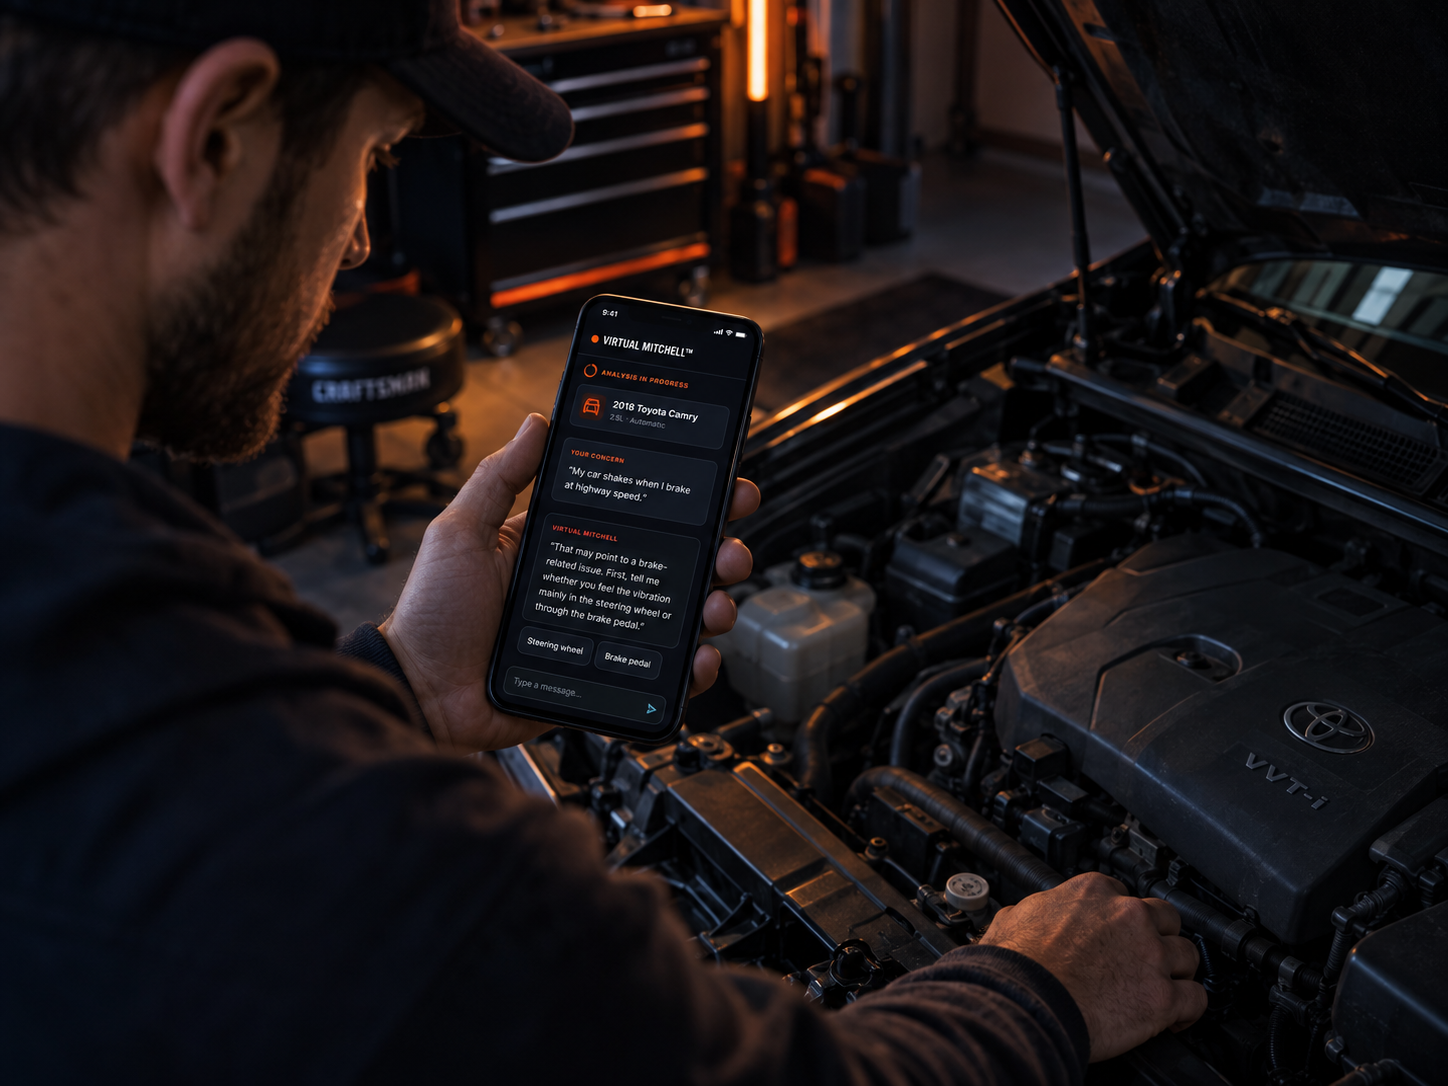 9:41
VIRTUAL MITCHELL™
ANALYSIS IN PROGRESS
2018 Toyota Camry
2.5L · Automatic
YOUR CONCERN
"My car shakes when I brake
at highway speed."
VIRTUAL MITCHELL
"That may point to a brake-
related issue. First, tell me
whether you feel the vibration
mainly in the steering wheel or
through the brake pedal."
Steering wheel
Brake pedal
Type a message...
CRAFTSMAN
VVT-i